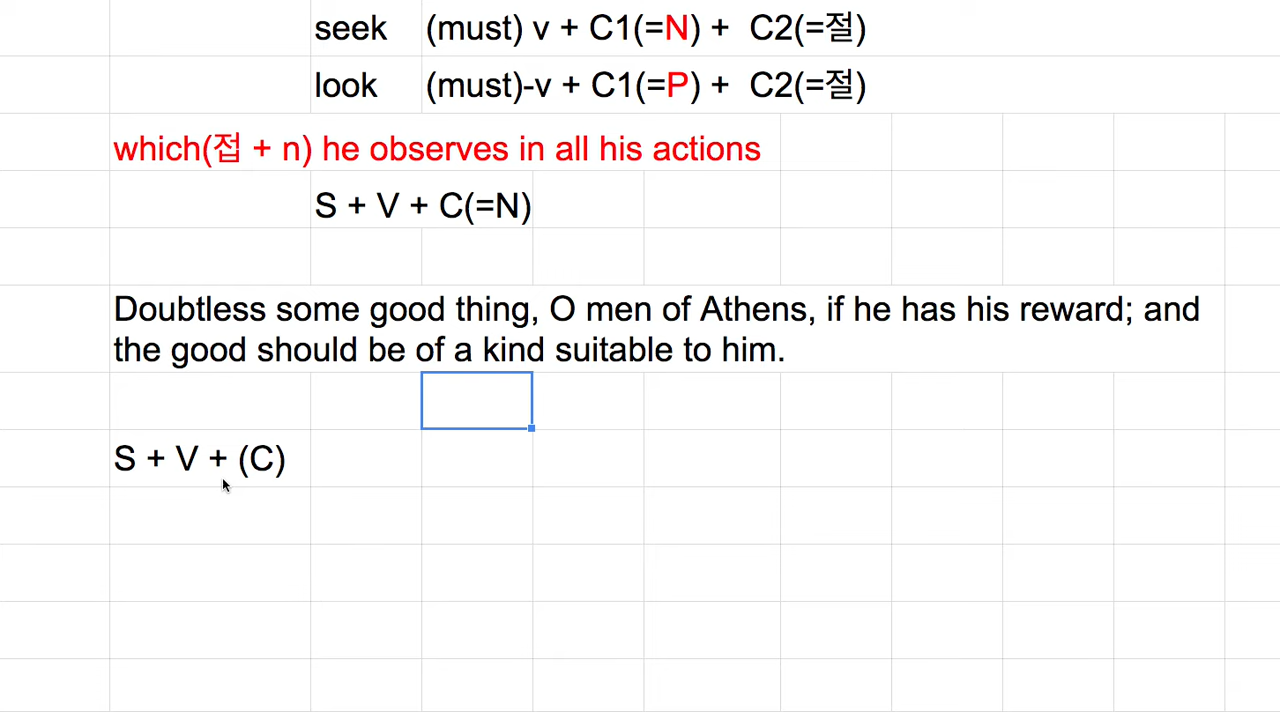 seek (must) v + C1(=N) + C2(=절)
look (must)-v + C1(=P) + C2(=절)
which(접 + n) he observes in all his actions
S + V + C(=N)
Doubtless some good thing, O men of Athens, if he has his reward; and
the good should be of a kind suitable to him.
S + V + (C)